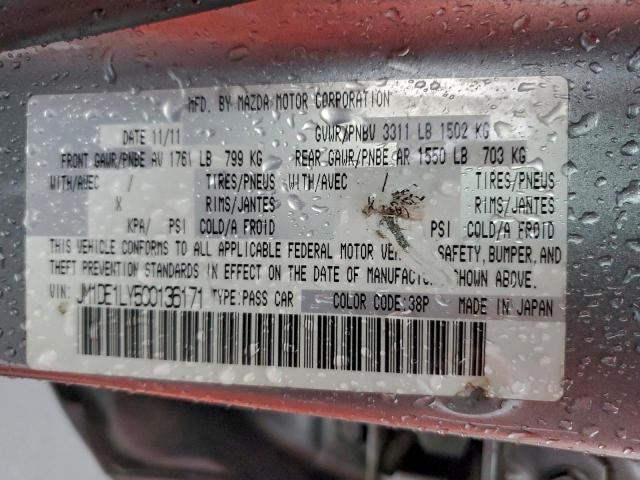 MFD. BY MAZDA MOTOR CORPORATION
DATE 11/11 GVWR/PNBV 3311 LB 1502 KG
FRONT GAWR/PNBE AV 1761 LB 799 KG REAR GAWR/PNBE AR 1550 LB 703 KG
WITH/AVEC / TIRES/PNEUS WITH/AVEC / TIRES/PNEUS
X RIMS/JANTES X RIMS/JANTES
KPA/ PSI COLD/A FROID PSI COLD/A FROID
THIS VEHICLE CONFORMS TO ALL APPLICABLE FEDERAL MOTOR SAFETY, BUMPER, AND
THEFT PREVENTION STANDARDS IN EFFECT ON THE DATE OF SHOWN ABOVE.
VIN: JM1DE1LY5C0136171 TYPE:PASS CAR COLOR CODE:38P MADE IN JAPAN